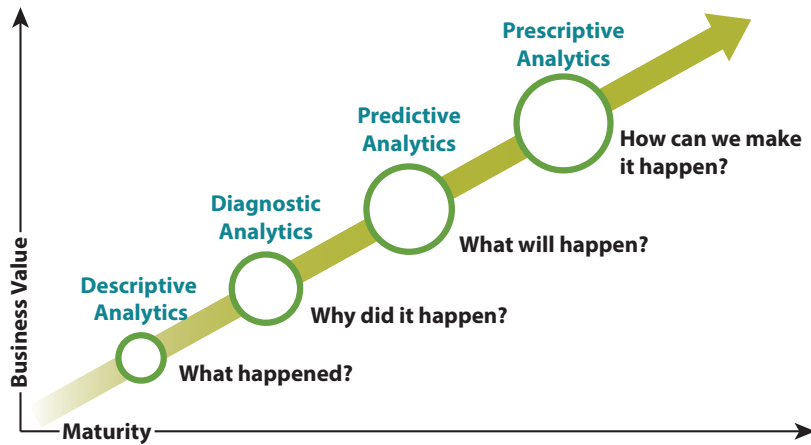 Prescriptive
Analytics
How can we make
it happen?
Predictive
Analytics
What will happen?
Diagnostic
Analytics
Why did it happen?
Descriptive
Analytics
What happened?
Business Value
Maturity